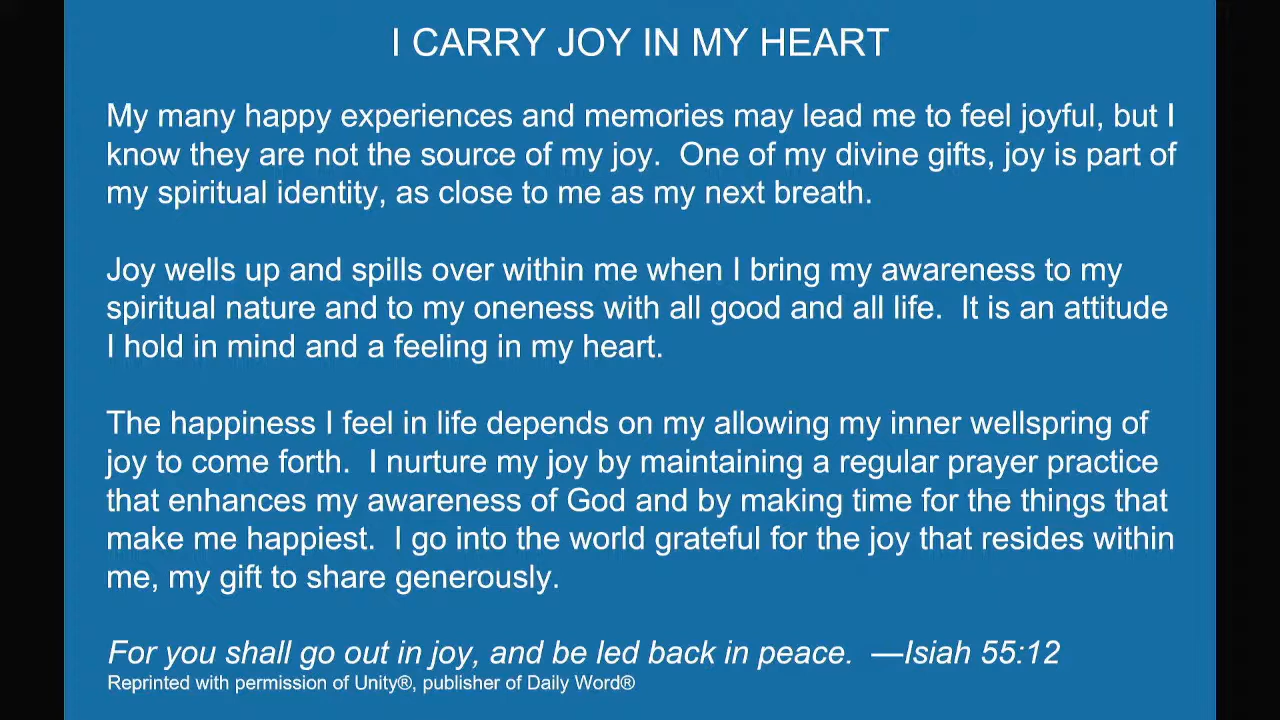 I CARRY JOY IN MY HEART
My many happy experiences and memories may lead me to feel joyful, but I
know they are not the source of my joy.  One of my divine gifts, joy is part of
my spiritual identity, as close to me as my next breath.
Joy wells up and spills over within me when I bring my awareness to my
spiritual nature and to my oneness with all good and all life.  It is an attitude
I hold in mind and a feeling in my heart.
The happiness I feel in life depends on my allowing my inner wellspring of
joy to come forth.  I nurture my joy by maintaining a regular prayer practice
that enhances my awareness of God and by making time for the things that
make me happiest.  I go into the world grateful for the joy that resides within
me, my gift to share generously.
For you shall go out in joy, and be led back in peace.  —Isiah 55:12
Reprinted with permission of Unity®, publisher of Daily Word®